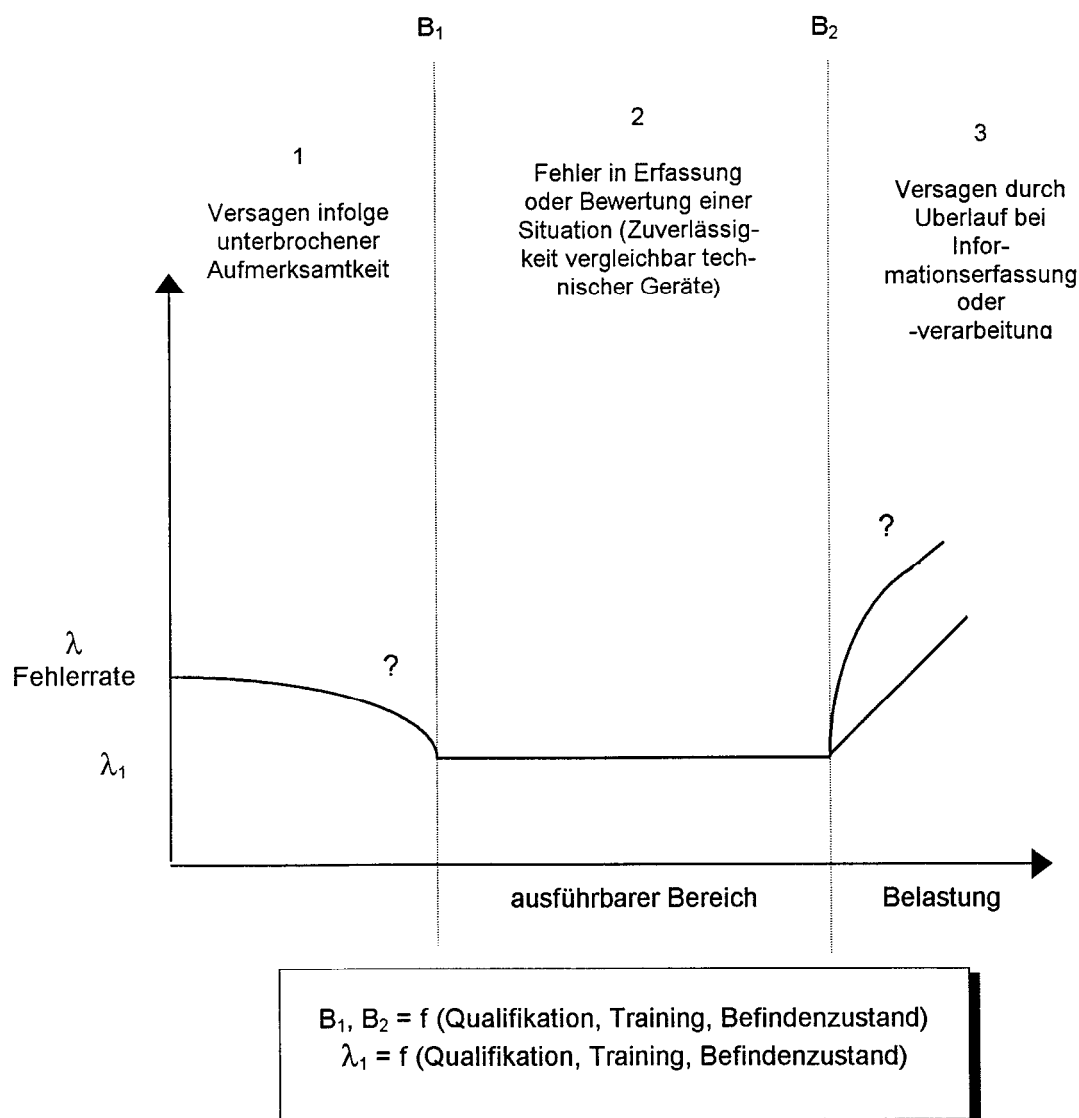 B₁
B₂
1
Versagen infolge
unterbrochener
Aufmerksamtkeit
2
Fehler in Erfassung
oder Bewertung einer
Situation (Zuverlässig-
keit vergleichbar tech-
nischer Geräte)
3
Versagen durch
Uberlauf bei
Infor-
mationserfassung
oder
-verarbeitung
?
?
λ
Fehlerrate
λ₁
ausführbarer Bereich
Belastung
B₁, B₂ = f (Qualifikation, Training, Befindenzustand)
λ₁ = f (Qualifikation, Training, Befindenzustand)